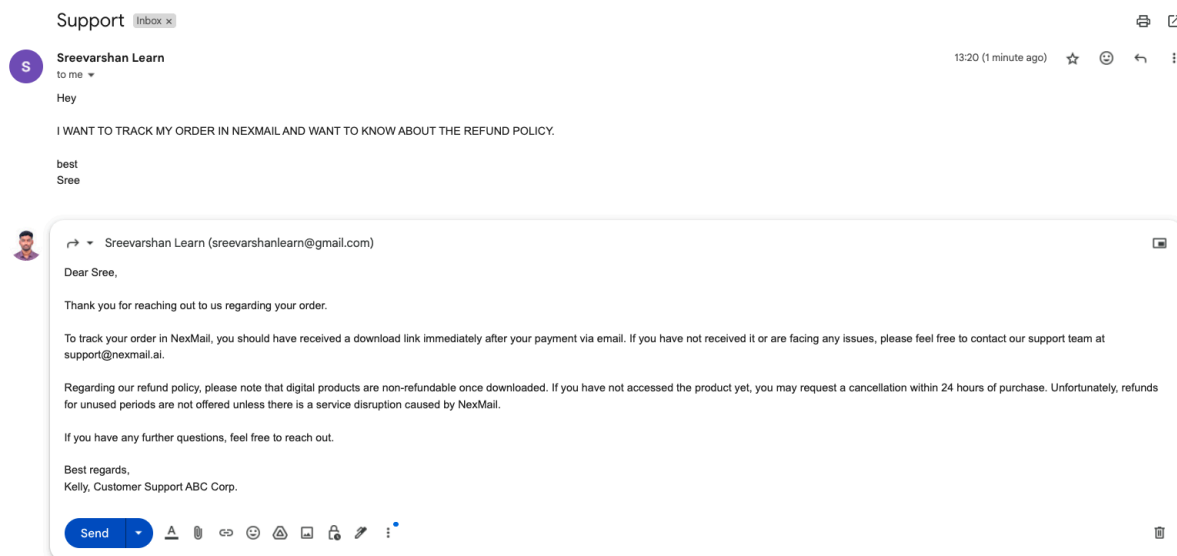 Support Inbox x
Sreevarshan Learn 13:20 (1 minute ago)
S
to me
Hey
I WANT TO TRACK MY ORDER IN NEXMAIL AND WANT TO KNOW ABOUT THE REFUND POLICY.
best
Sree
Sreevarshan Learn (sreevarshanlearn@gmail.com)
Dear Sree,
Thank you for reaching out to us regarding your order.
To track your order in NexMail, you should have received a download link immediately after your payment via email. If you have not received it or are facing any issues, please feel free to contact our support team at
support@nexmail.ai.
Regarding our refund policy, please note that digital products are non-refundable once downloaded. If you have not accessed the product yet, you may request a cancellation within 24 hours of purchase. Unfortunately, refunds
for unused periods are not offered unless there is a service disruption caused by NexMail.
If you have any further questions, feel free to reach out.
Best regards,
Kelly, Customer Support ABC Corp.
Send A